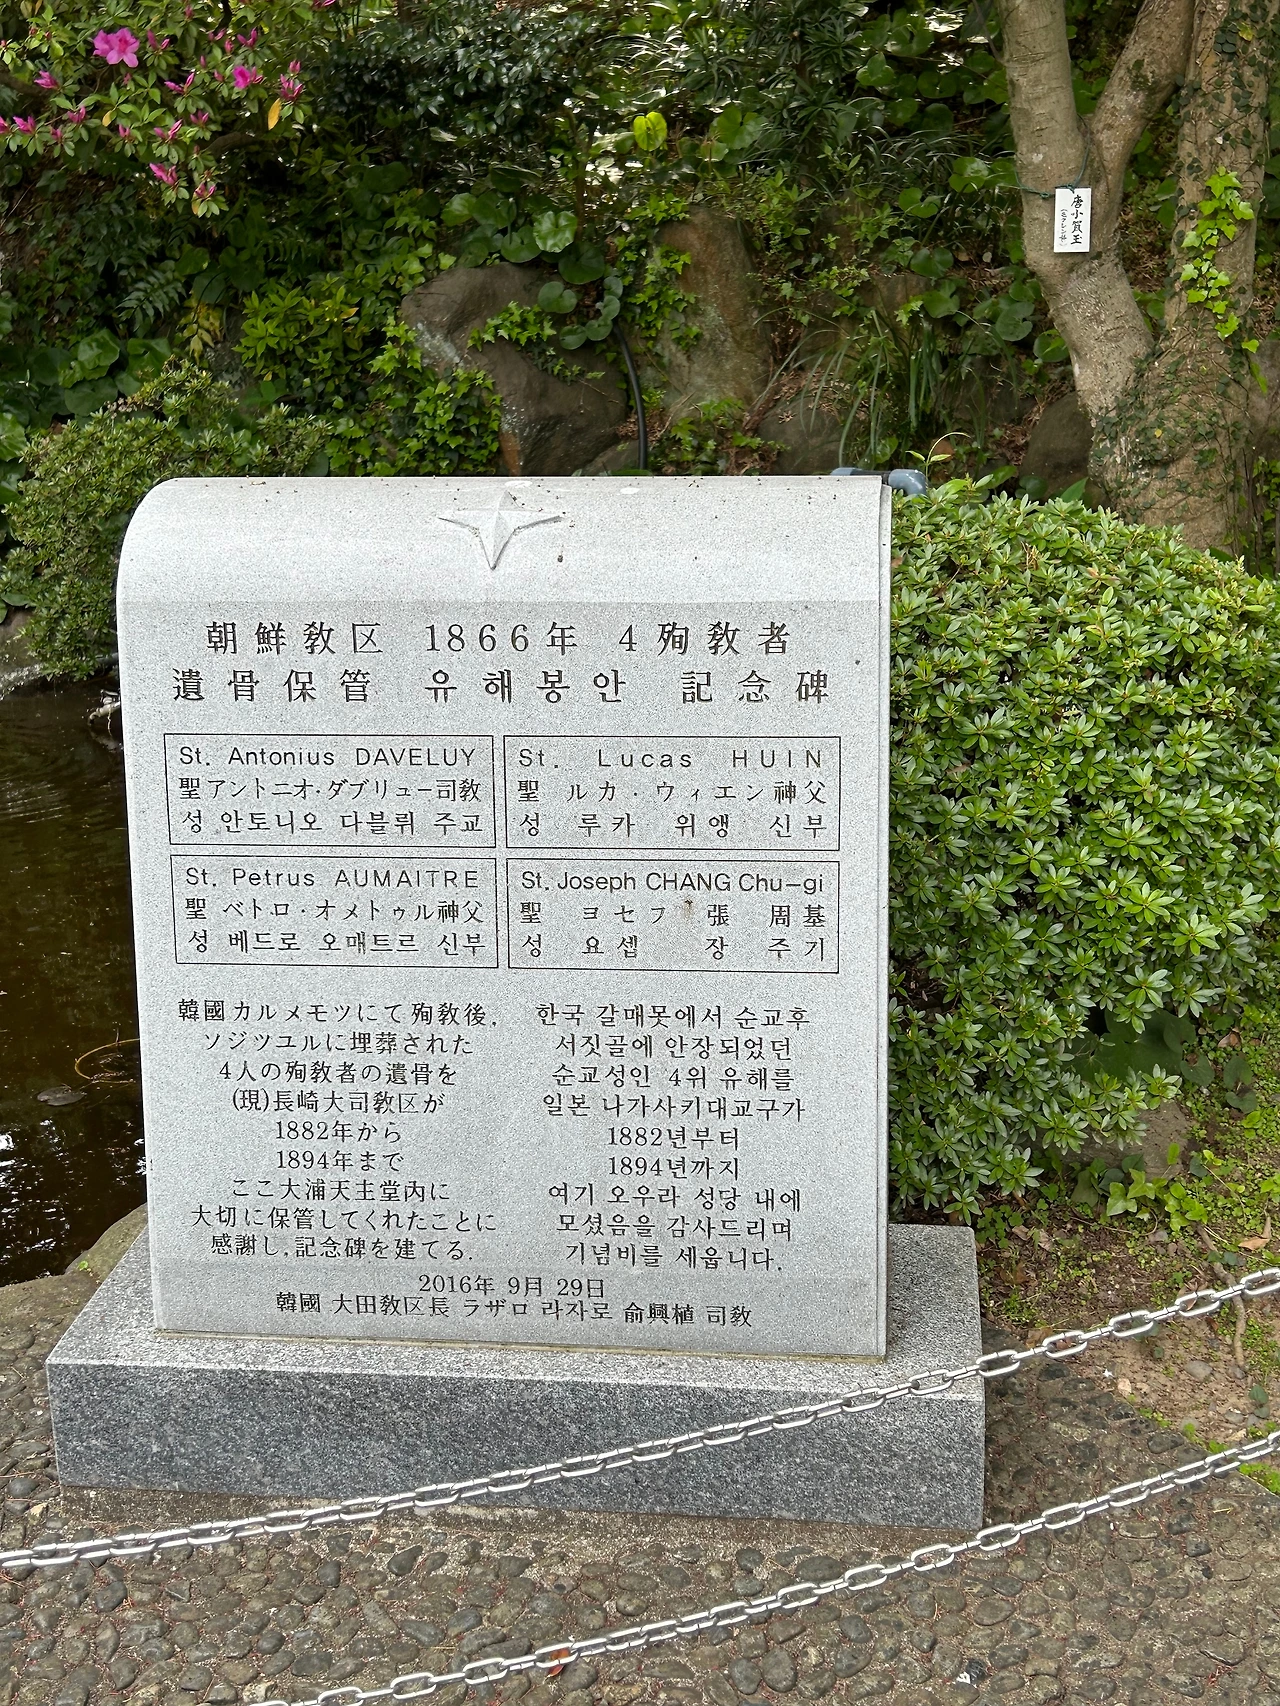 朝鮮教区 1866年 4殉教者
遺骨保管 유해봉안 記念碑
St. Antonius DAVELUY
聖アントニオ・ダブリュー司教
성 안토니오 다블뤼 주교
St. Lucas HUIN
聖 ルカ・ウィエン神父
성 루카 위앵 신부
St. Petrus AUMAITRE
聖 ベトロ・オメトゥル神父
성 베드로 오매트르 신부
St. Joseph CHANG Chu-gi
聖 ヨセフ 張 周基
성 요셉 장 주기
韓國カルメモツにて殉教後,
ソジツユルに埋葬された
4人の殉教者の遺骨を
(現)長崎大司教区が
1882年から
1894年まで
ここ大浦天主堂内に
大切に保管してくれたことに
感謝し,記念碑を建てる.
한국 갈매못에서 순교후
서짓골에 안장되었던
순교성인 4위 유해를
일본 나가사키대교구가
1882년부터
1894년까지
여기 오우라 성당 내에
모셨음을 감사드리며
기념비를 세웁니다.
2016年 9月 29日
韓國 大田教区長 ラザロ 라자로 俞興植 司教
唐小賀玉